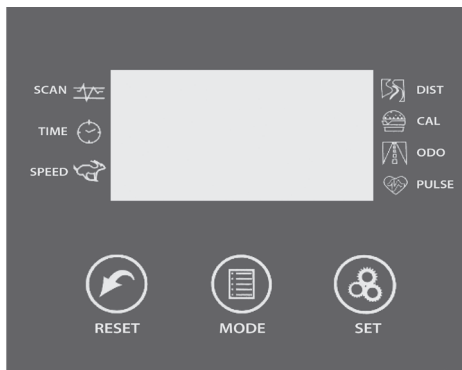 SCAN
TIME
SPEED
DIST
CAL
ODO
PULSE
RESET
MODE
SET